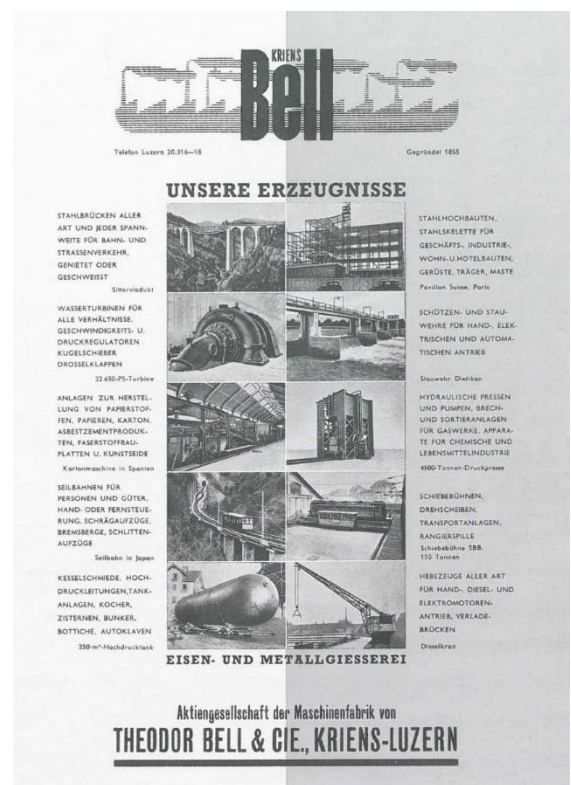 KRIENS
Bell
Telefon Luzern 20.316—18
Gegründet 1855
UNSERE ERZEUGNISSE
STAHLBRÜCKEN ALLER
ART UND JEDER SPANN-
WEITE FÜR BAHN- UND
STRASSENVERKEHR,
GENIETET ODER
GESCHWEISST
Sitterviadukt
STAHLHOCHBAUTEN,
STAHLSKELETTE FÜR
GESCHÄFTS-, INDUSTRIE-,
WOHN- U.HOTELBAUTEN,
GERÜSTE, TRÄGER, MASTE
Pavillon Suisse, Paris
WASSERTURBINEN FÜR
ALLE VERHÄLTNISSE,
GESCHWINDIGKEITS- U.
DRUCKREGULATOREN
KUGELSCHIEBER
DROSSELKLAPPEN
22 650-PS-Turbine
SCHÜTZEN- UND STAU-
WEHRE FÜR HAND-, ELEK-
TRISCHEN UND AUTOMA-
TISCHEN ANTRIEB
Stauwehr Dietikon
ANLAGEN ZUR HERSTEL-
LUNG VON PAPIERSTOF-
FEN, PAPIEREN, KARTON,
ASBESTZEMENTPRODUK-
TEN, FASERSTOFFBAU-
PLATTEN U. KUNSTSEIDE
Kartonmaschine in Spanien
HYDRAULISCHE PRESSEN
UND PUMPEN, BRECH-
UND SORTIERANLAGEN
FÜR GASWERKE, APPARA-
TE FÜR CHEMISCHE UND
LEBENSMITTELINDUSTRIE
4500-Tonnen-Druckpresse
SEILBAHNEN FÜR
PERSONEN UND GÜTER,
HAND- ODER FERNSTEUE-
RUNG, SCHRÄGAUFZÜGE,
BREMSBERGE, SCHLITTEN-
AUFZÜGE
Seilbahn in Japan
SCHIEBEBÜHNEN,
DREHSCHEIBEN,
TRANSPORTANLAGEN,
RANGIERSPILLE
Schiebebühne SBB.
150 Tonnen
KESSELSCHMIEDE, HOCH-
DRUCKLEITUNGEN,TANK-
ANLAGEN, KOCHER,
ZISTERNEN, BUNKER,
BOTTICHE, AUTOKLAVEN
250-m³-Hochdrucktank
HEBEZEUGE ALLER ART
FÜR HAND-, DIESEL- UND
ELEKTROMOTOREN-
ANTRIEB, VERLADE-
BRÜCKEN
Dieselkran
EISEN- UND METALLGIESSEREI
Aktiengesellschaft der Maschinenfabrik von
THEODOR BELL & CIE., KRIENS-LUZERN